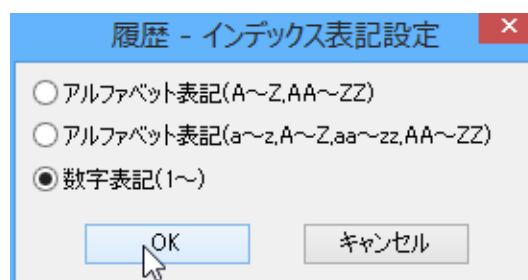 履歴 - インデックス表記設定
アルファベット表記(A～Z,AA～ZZ)
アルファベット表記(a～z,A～Z,aa～zz,AA～ZZ)
数字表記(1～)
OK キャンセル